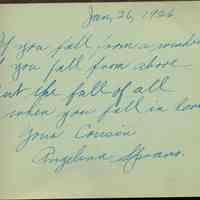 Jan, 26, 1926
If you fall from a window
If you fall from above
But the fall of all
when you fall in love
Your Cousin
Angelina